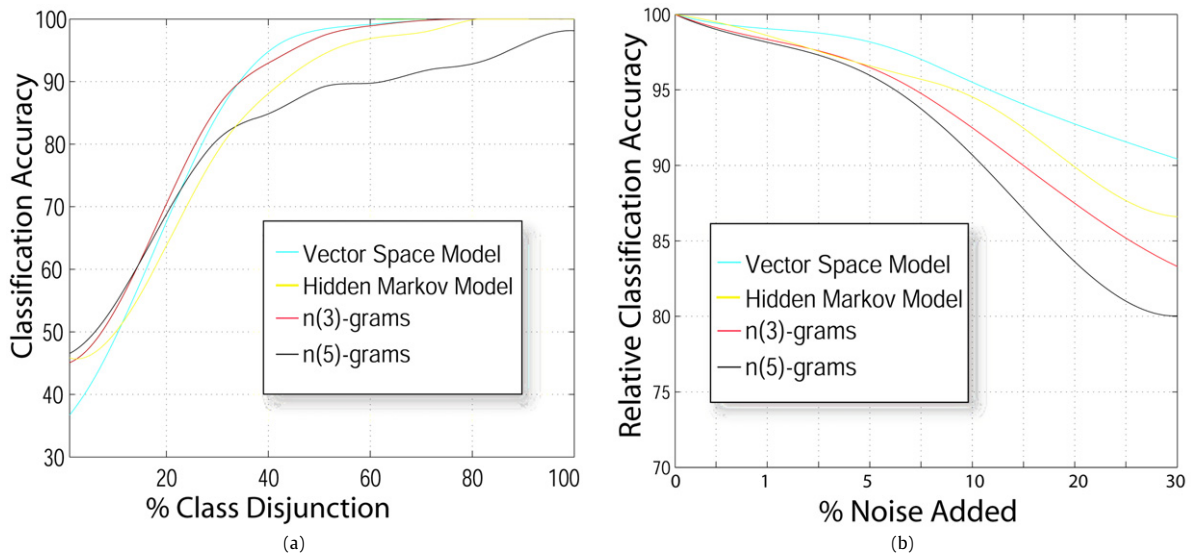 Classification Accuracy
100
90
80
70
60
50
40
30
20
40
60
80
100
% Class Disjunction
Vector Space Model
Hidden Markov Model
n(3)-grams
n(5)-grams
(a)
Relative Classification Accuracy
100
95
90
85
80
75
70
0
1
5
10
20
30
% Noise Added
Vector Space Model
Hidden Markov Model
n(3)-grams
n(5)-grams
(b)